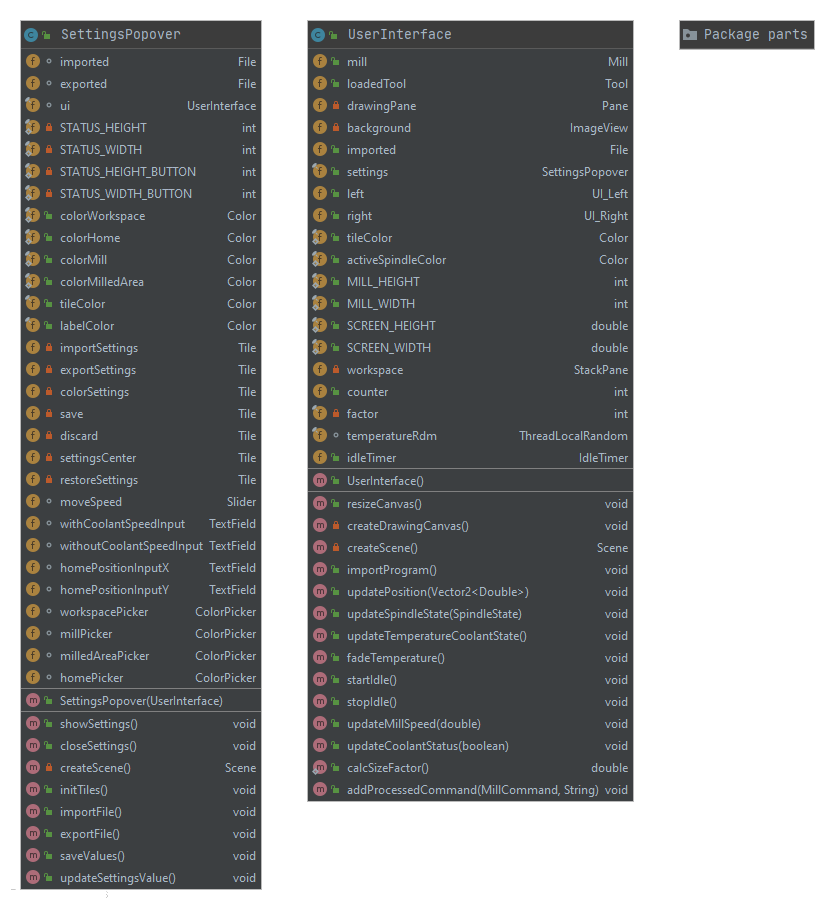 SettingsPopover
imported File
exported File
ui UserInterface
STATUS_HEIGHT int
STATUS_WIDTH int
STATUS_HEIGHT_BUTTON int
STATUS_WIDTH_BUTTON int
colorWorkspace Color
colorHome Color
colorMill Color
colorMilledArea Color
tileColor Color
labelColor Color
importSettings Tile
exportSettings Tile
colorSettings Tile
save Tile
discard Tile
settingsCenter Tile
restoreSettings Tile
moveSpeed Slider
withCoolantSpeedInput TextField
withoutCoolantSpeedInput TextField
homePositionInputX TextField
homePositionInputY TextField
workspacePicker ColorPicker
millPicker ColorPicker
milledAreaPicker ColorPicker
homePicker ColorPicker
SettingsPopover(UserInterface)
showSettings() void
closeSettings() void
createScene() Scene
initTiles() void
importFile() void
exportFile() void
saveValues() void
updateSettingsValue() void
UserInterface
mill Mill
loadedTool Tool
drawingPane Pane
background ImageView
imported File
settings SettingsPopover
left UI_Left
right UI_Right
tileColor Color
activeSpindleColor Color
MILL_HEIGHT int
MILL_WIDTH int
SCREEN_HEIGHT double
SCREEN_WIDTH double
workspace StackPane
counter int
factor int
temperatureRdm ThreadLocalRandom
idleTimer IdleTimer
UserInterface()
resizeCanvas() void
createDrawingCanvas() void
createScene() Scene
importProgram() void
updatePosition(Vector2<Double>) void
updateSpindleState(SpindleState) void
updateTemperatureCoolantState() void
fadeTemperature() void
startIdle() void
stopIdle() void
updateMillSpeed(double) void
updateCoolantStatus(boolean) void
calcSizeFactor() double
addProcessedCommand(MillCommand, String) void
Package parts